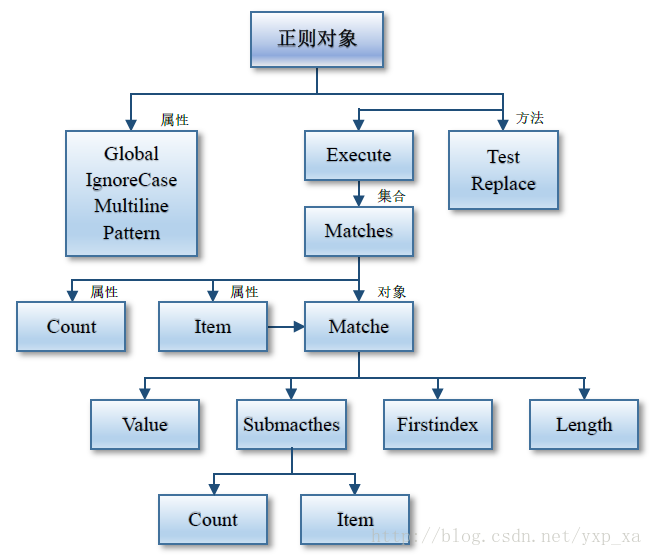 正则对象
属性
方法
Global
IgnoreCase
Multiline
Pattern
Execute
Test
Replace
集合
Matches
属性
属性
对象
Count
Item
Matche
Value
Submacthes
Firstindex
Length
Count
Item
http://blog.csdn.net/yxp_xa